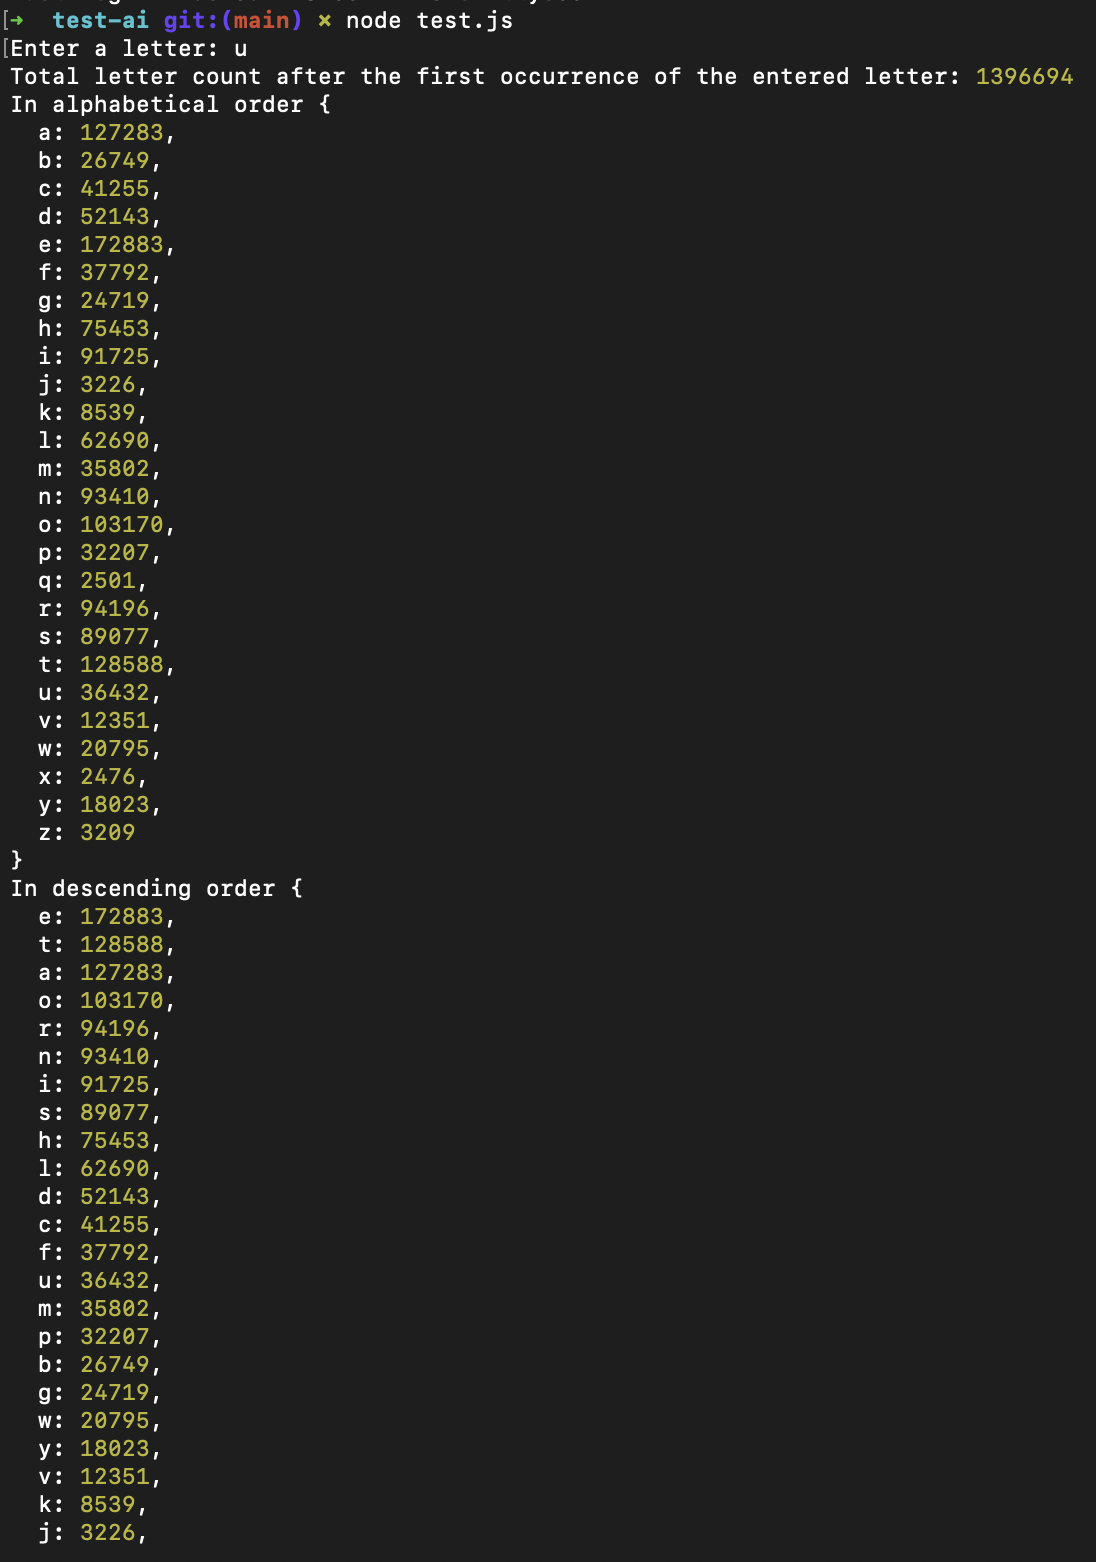 ➜  test-ai git:(main) ✗ node test.js
Enter a letter: u
Total letter count after the first occurrence of the entered letter: 1396694
In alphabetical order {
  a: 127283,
  b: 26749,
  c: 41255,
  d: 52143,
  e: 172883,
  f: 37792,
  g: 24719,
  h: 75453,
  i: 91725,
  j: 3226,
  k: 8539,
  l: 62690,
  m: 35802,
  n: 93410,
  o: 103170,
  p: 32207,
  q: 2501,
  r: 94196,
  s: 89077,
  t: 128588,
  u: 36432,
  v: 12351,
  w: 20795,
  x: 2476,
  y: 18023,
  z: 3209
}
In descending order {
  e: 172883,
  t: 128588,
  a: 127283,
  o: 103170,
  r: 94196,
  n: 93410,
  i: 91725,
  s: 89077,
  h: 75453,
  l: 62690,
  d: 52143,
  c: 41255,
  f: 37792,
  u: 36432,
  m: 35802,
  p: 32207,
  b: 26749,
  g: 24719,
  w: 20795,
  y: 18023,
  v: 12351,
  k: 8539,
  j: 3226,